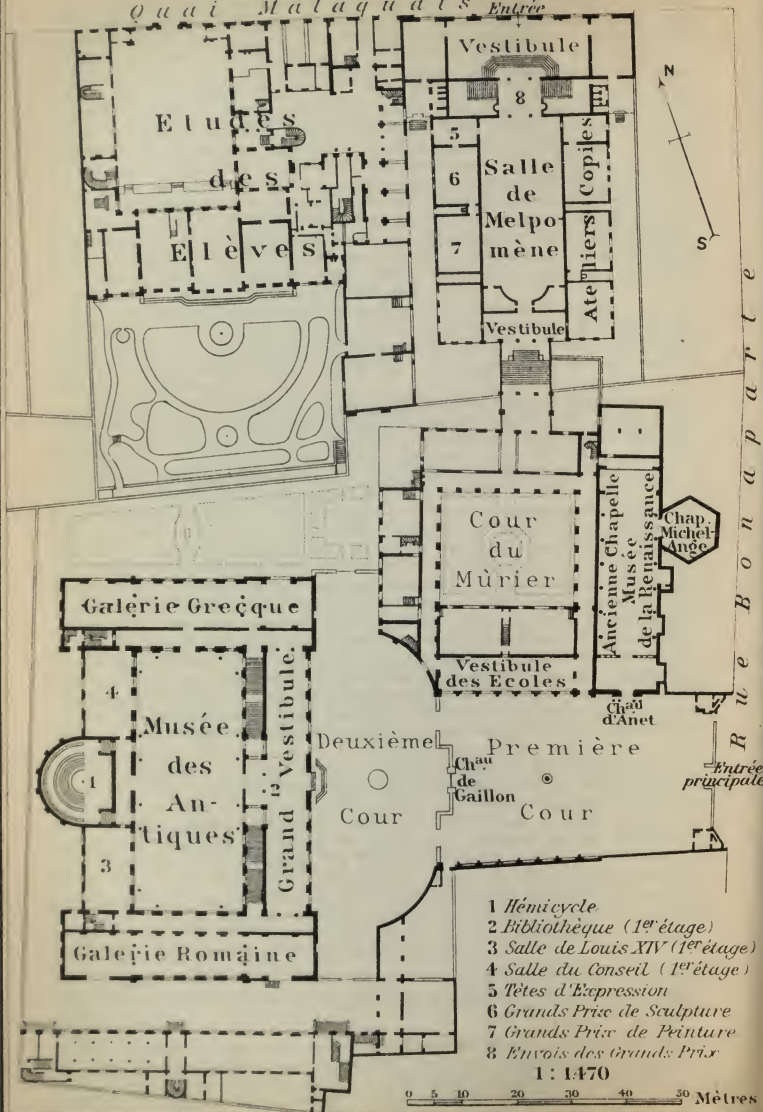 Quai Malaquais
Entrée
Vestibule
8
Etudes
des
Elèves
5
6
7
Salle
de
Melpo-
mène
Ateliers Copies
Vestibule
N
S
Rue Bonaparte
Cour
du
Mûrier
Ancienne Chapelle
Musée
de la Renaissance
Chap.
Michel-
Ange
Vestibule
des Ecoles
Chau
d'Anet
Galerie Grecque
4
1
3
Musée
des
An-
tiques
Grand Vestibule
12
Galerie Romaine
Deuxième
Cour
Chau
de
Gaillon
Première
Cour
Entrée
principale
1 Hémicycle
2 Bibliothèque (1er étage)
3 Salle de Louis XIV (1er étage)
4 Salle du Conseil (1er étage)
5 Têtes d'Expression
6 Grands Prix de Sculpture
7 Grands Prix de Peinture
8 Envois des Grands Prix
1 : 1470
0 5 10 20 30 40 50 Mètres